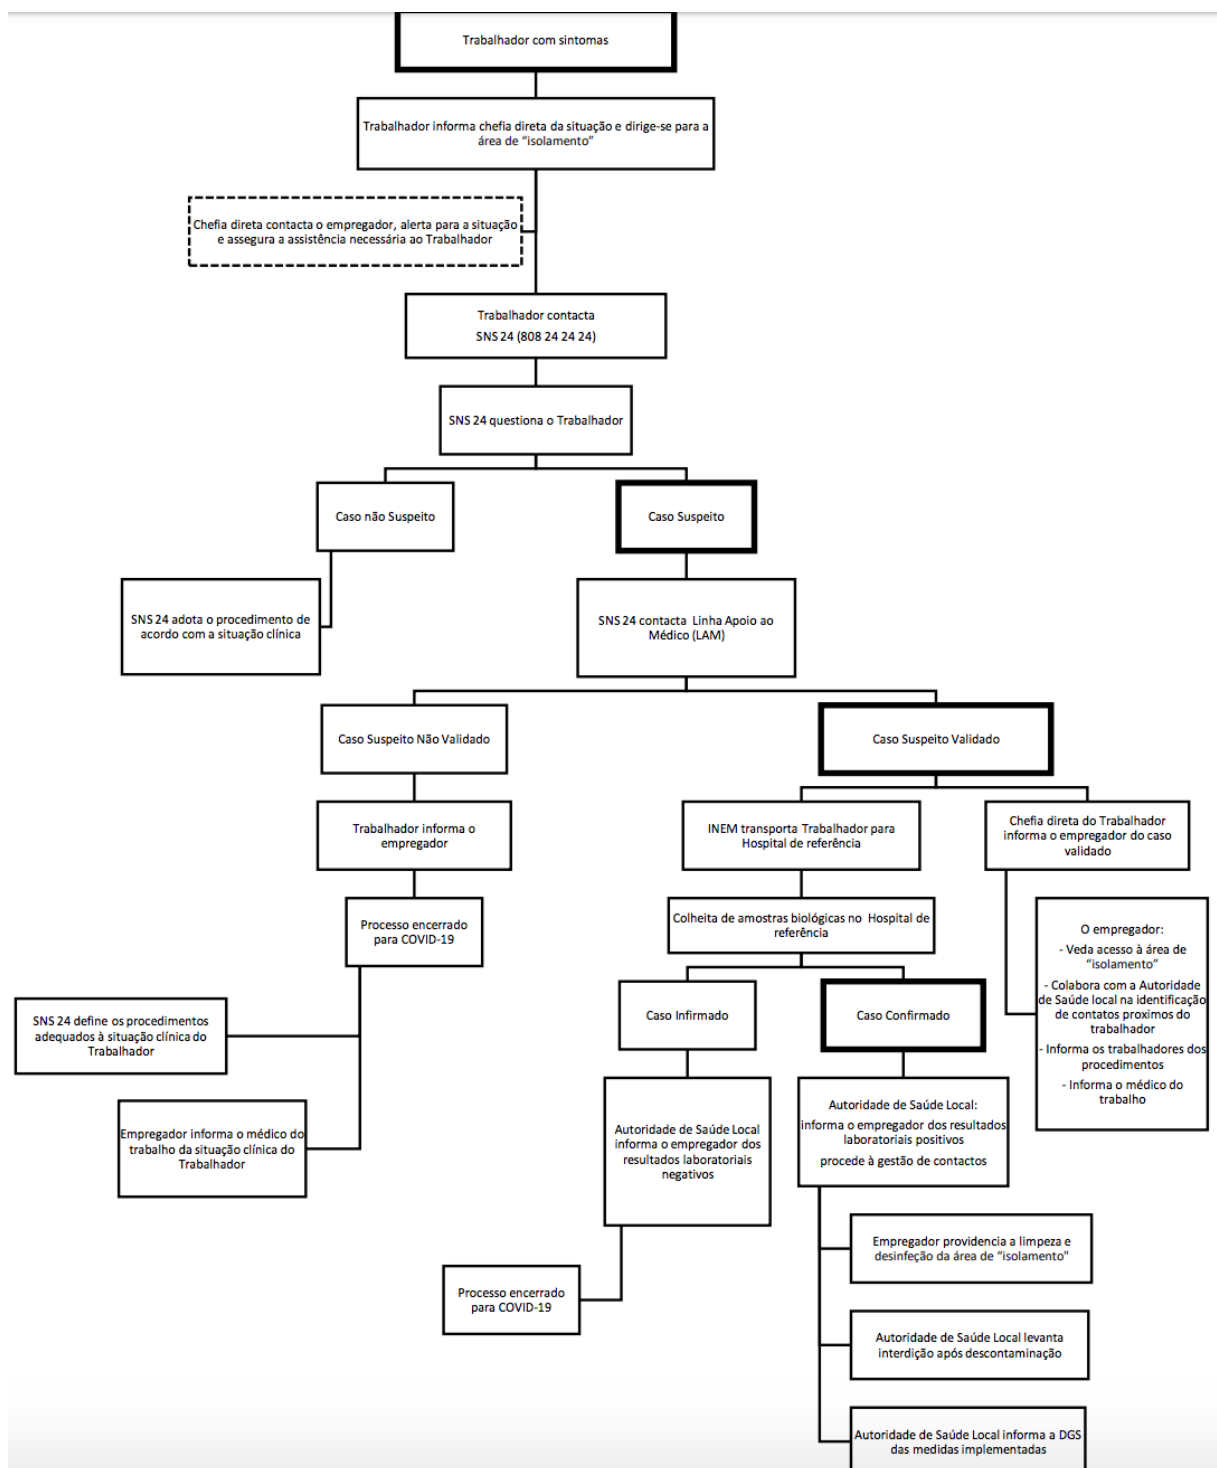 Trabalhador com sintomas
Trabalhador informa chefia direta da situação e dirige-se para a
área de “isolamento”
Chefia direta contacta o empregador, alerta para a situação
e assegura a assistência necessária ao Trabalhador
Trabalhador contacta
SNS 24 (808 24 24 24)
SNS 24 questiona o Trabalhador
Caso não Suspeito
Caso Suspeito
SNS 24 adota o procedimento de
acordo com a situação clínica
SNS 24 contacta Linha Apoio ao
Médico (LAM)
Caso Suspeito Não Validado
Caso Suspeito Validado
Trabalhador informa o
empregador
INEM transporta Trabalhador para
Hospital de referência
Chefia direta do Trabalhador
informa o empregador do caso
validado
Processo encerrado
para COVID-19
Colheita de amostras biológicas no Hospital de
referência
O empregador:
- Veda acesso à área de
“isolamento”
- Colabora com a Autoridade
de Saúde local na identificação
de contatos proximos do
trabalhador
- Informa os trabalhadores dos
procedimentos
- Informa o médico do
trabalho
SNS 24 define os procedimentos
adequados à situação clínica do
Trabalhador
Caso Infirmado
Caso Confirmado
Empregador informa o médico do
trabalho da situação clínica do
Trabalhador
Autoridade de Saúde Local
informa o empregador dos
resultados laboratoriais
negativos
Autoridade de Saúde Local:
informa o empregador dos resultados
laboratoriais positivos
procede à gestão de contactos
Processo encerrado
para COVID-19
Empregador providencia a limpeza e
desinfeção da área de “isolamento"
Autoridade de Saúde Local levanta
interdição após descontaminação
Autoridade de Saúde Local informa a DGS
das medidas implementadas